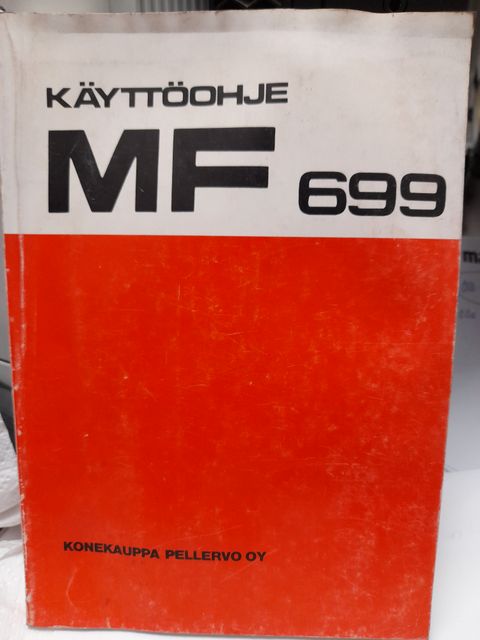 KÄYTTÖOHJE
MF 699
KONEKAUPPA PELLERVO OY